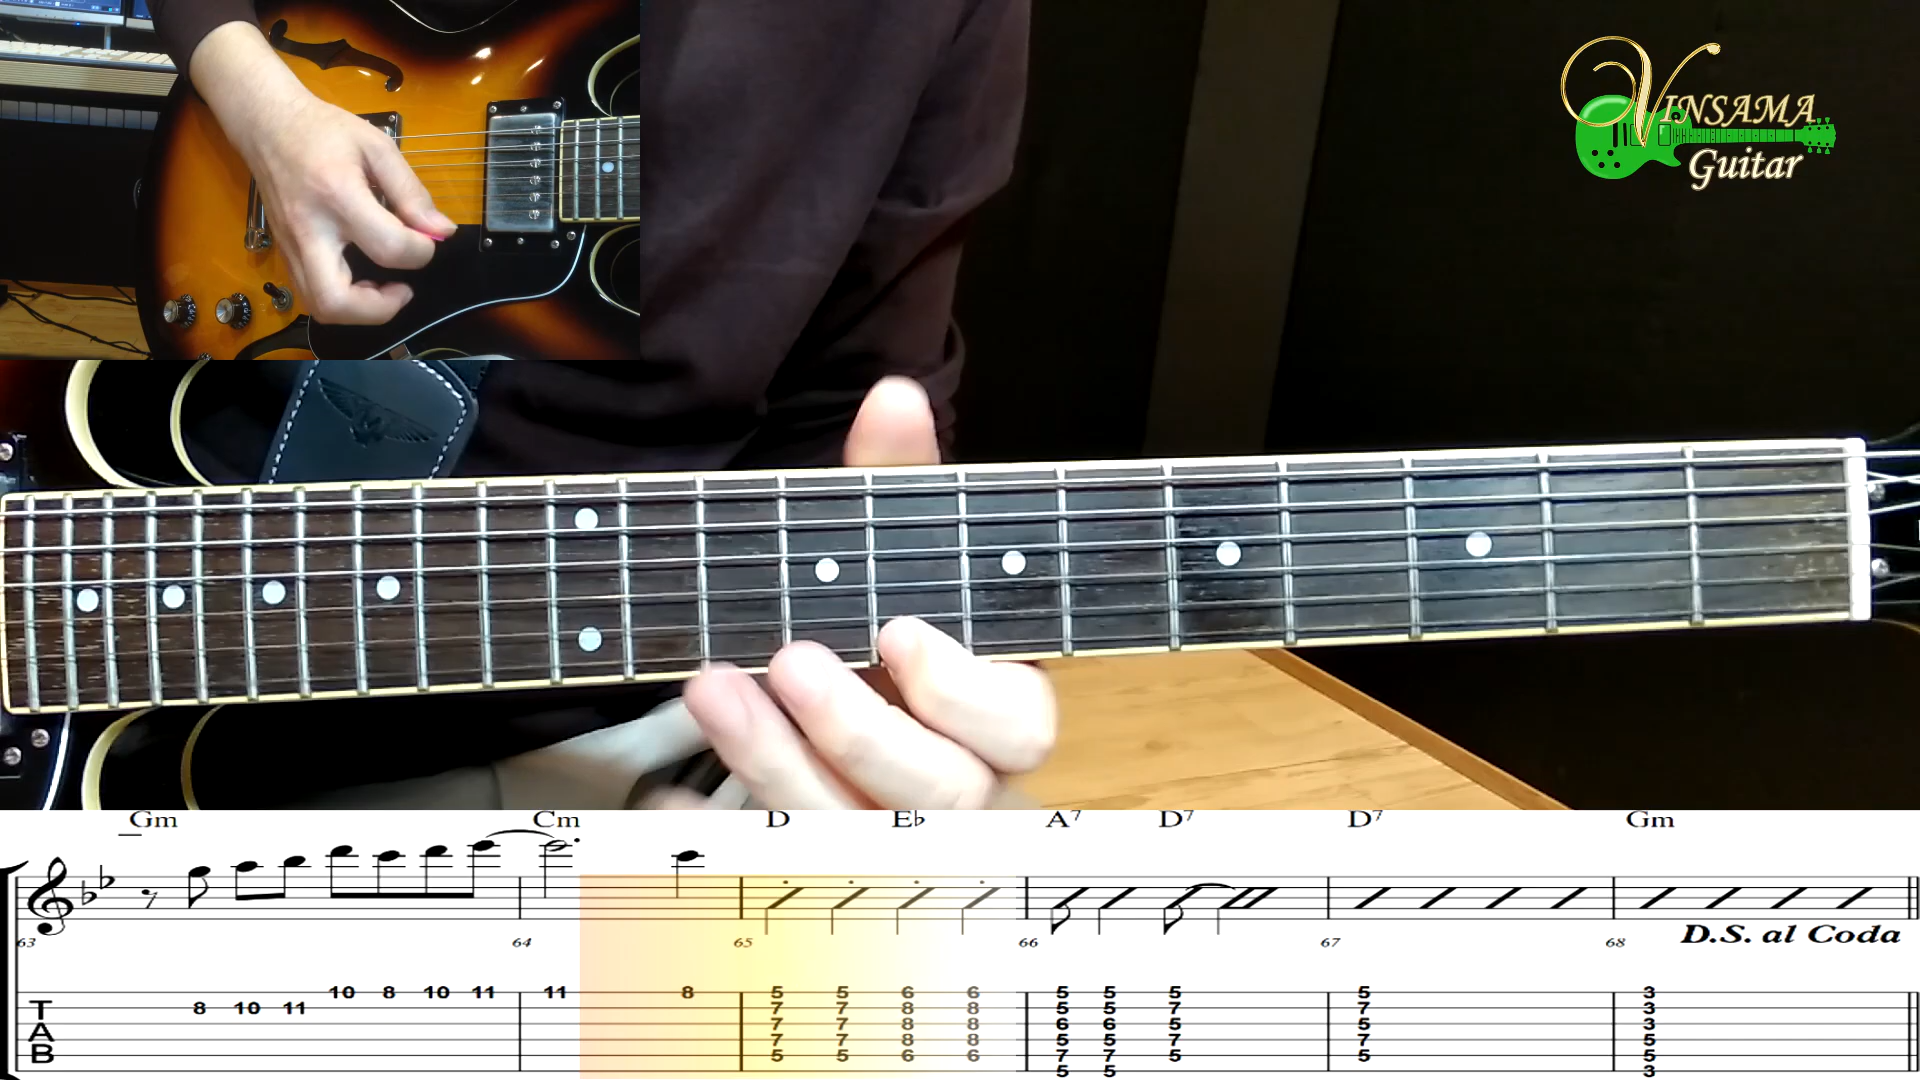 VINSAMA
Guitar
Gm Cm D E♭ A7 D7 D7 Gm
63 64 65 66 67 68
D.S. al Coda
10 8 10 11 11 8 5 5 6 6 5 5 5 5 3
T 8 10 11 7 7 8 8 5 5 7 7 3
A 7 7 8 8 6 6 5 5 3
B 7 7 8 8 5 5 7 7 5
5 5 6 6 7 7 5 5 5
5 5 3